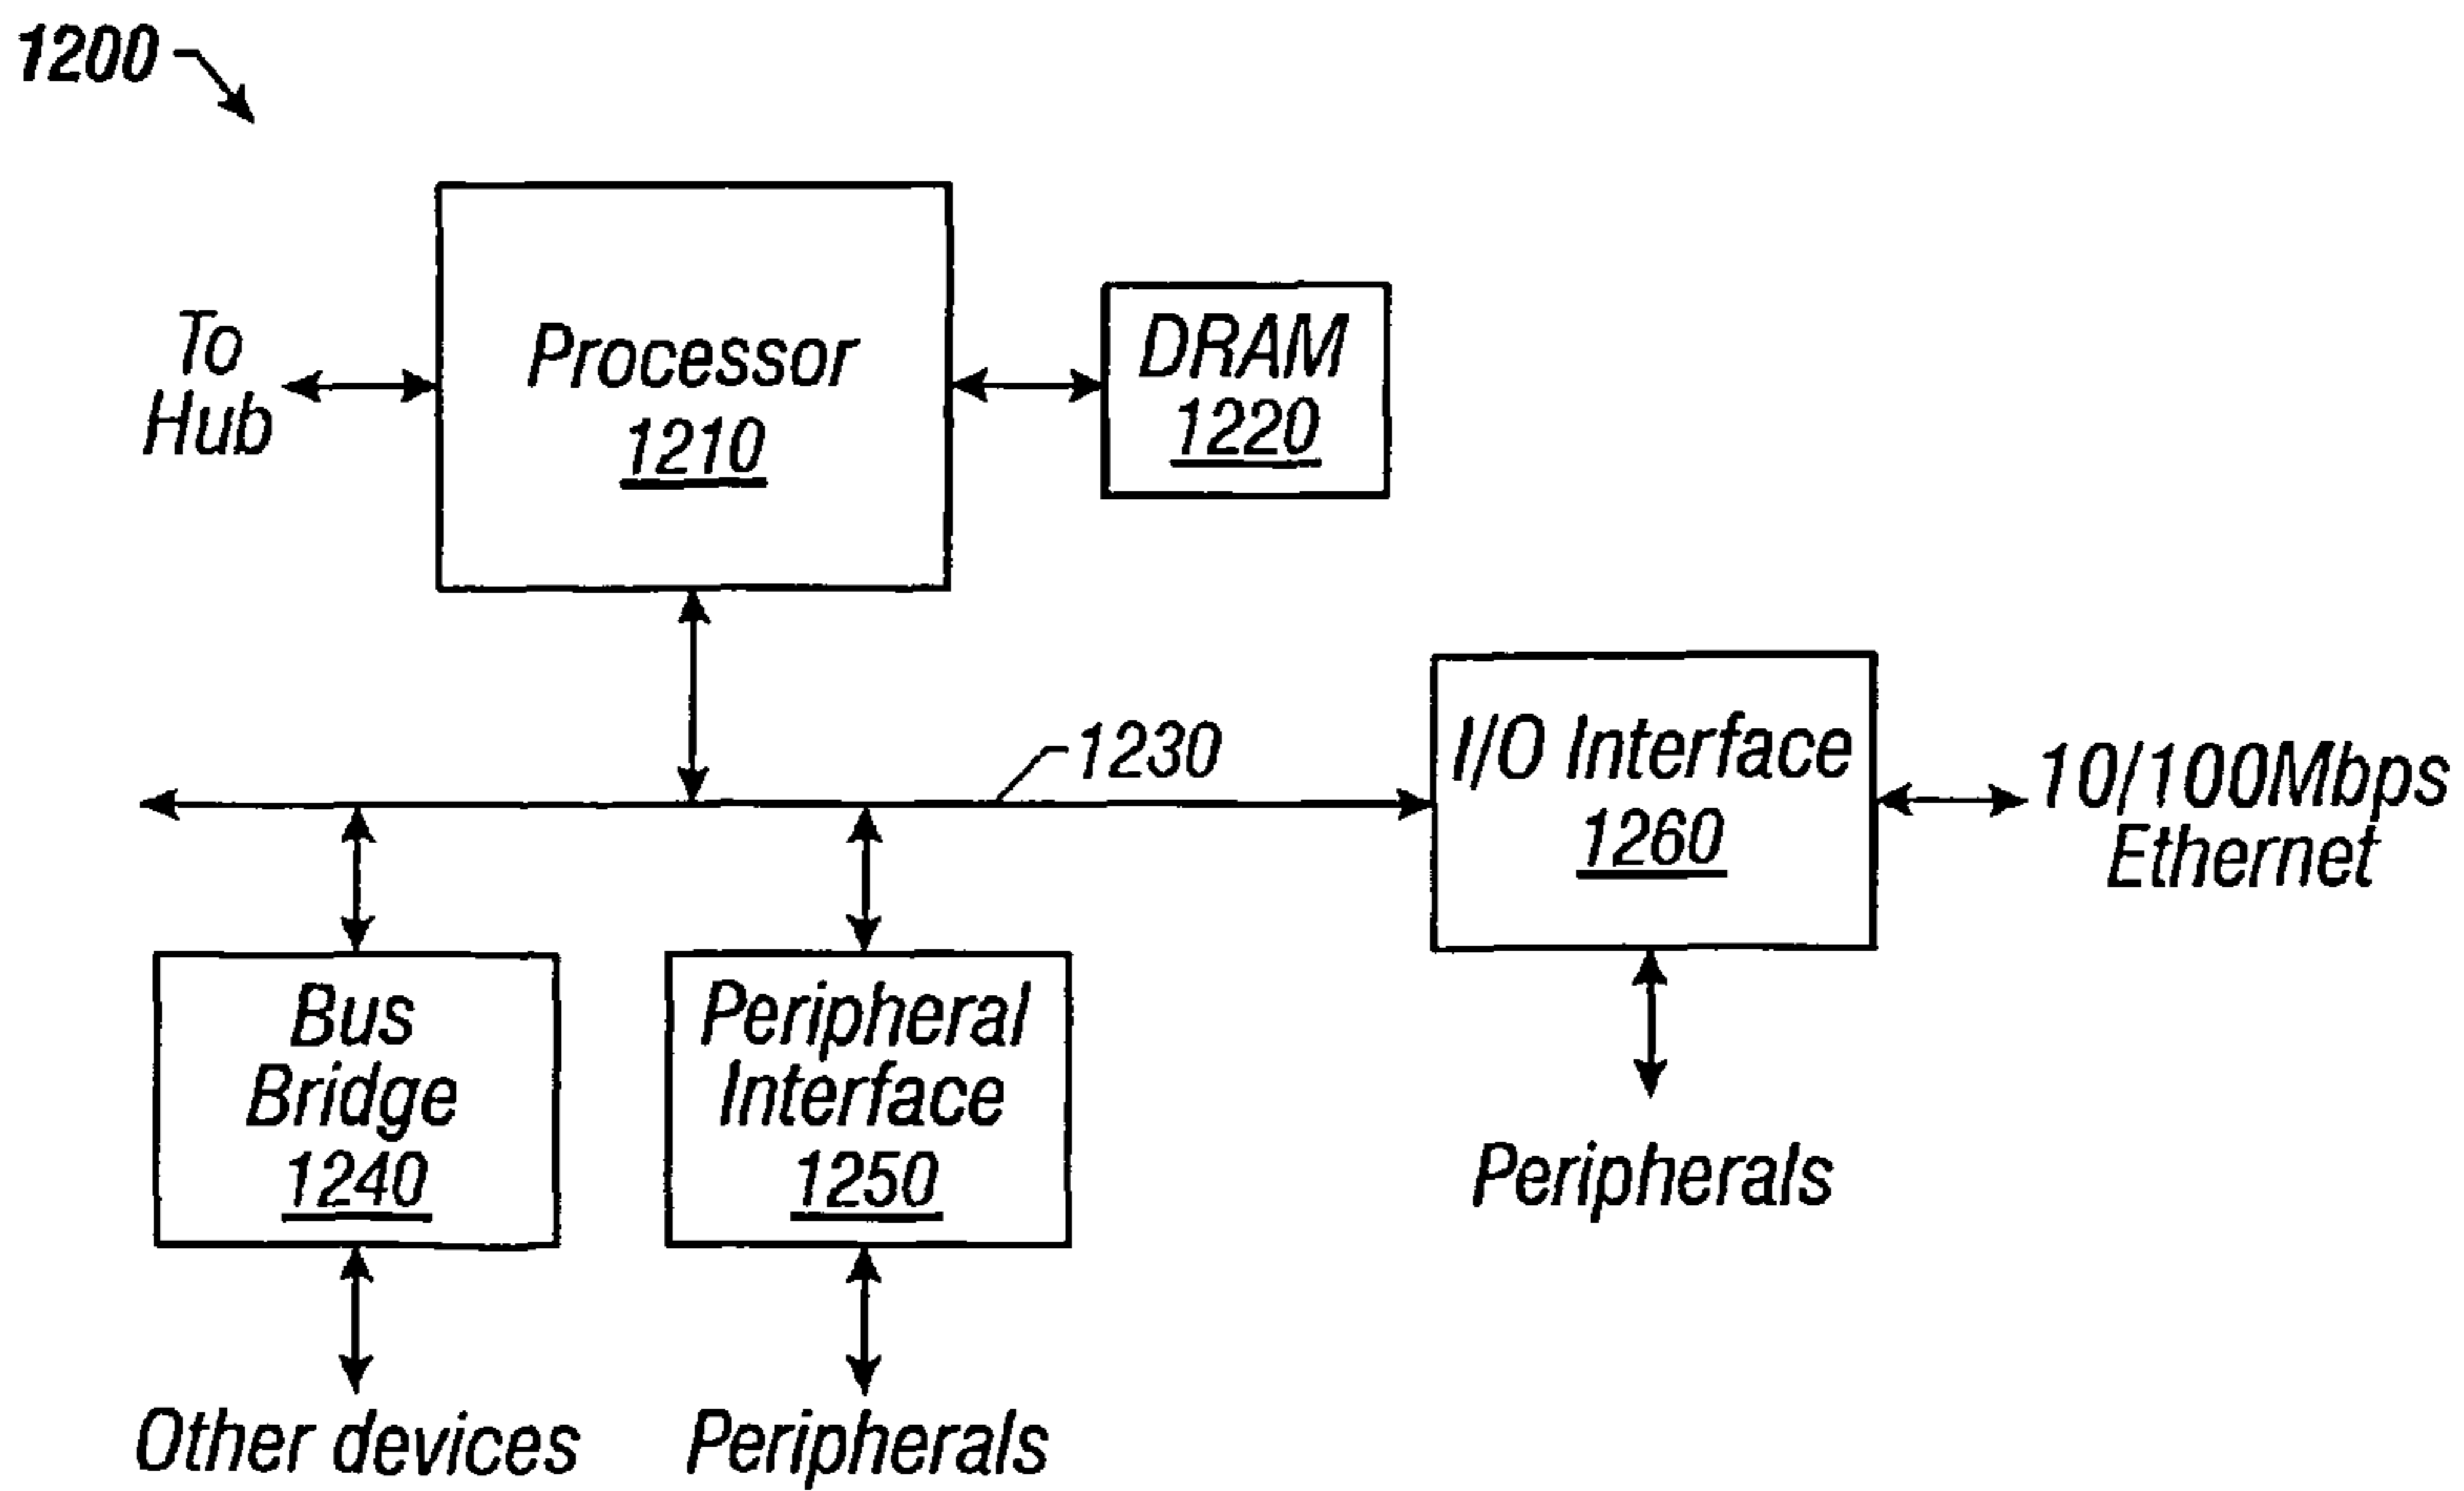 1200
To
Hub
Processor
1210
DRAM
1220
1230
I/O Interface
1260
10/100Mbps
Ethernet
Bus
Bridge
1240
Peripheral
Interface
1250
Peripherals
Other devices
Peripherals